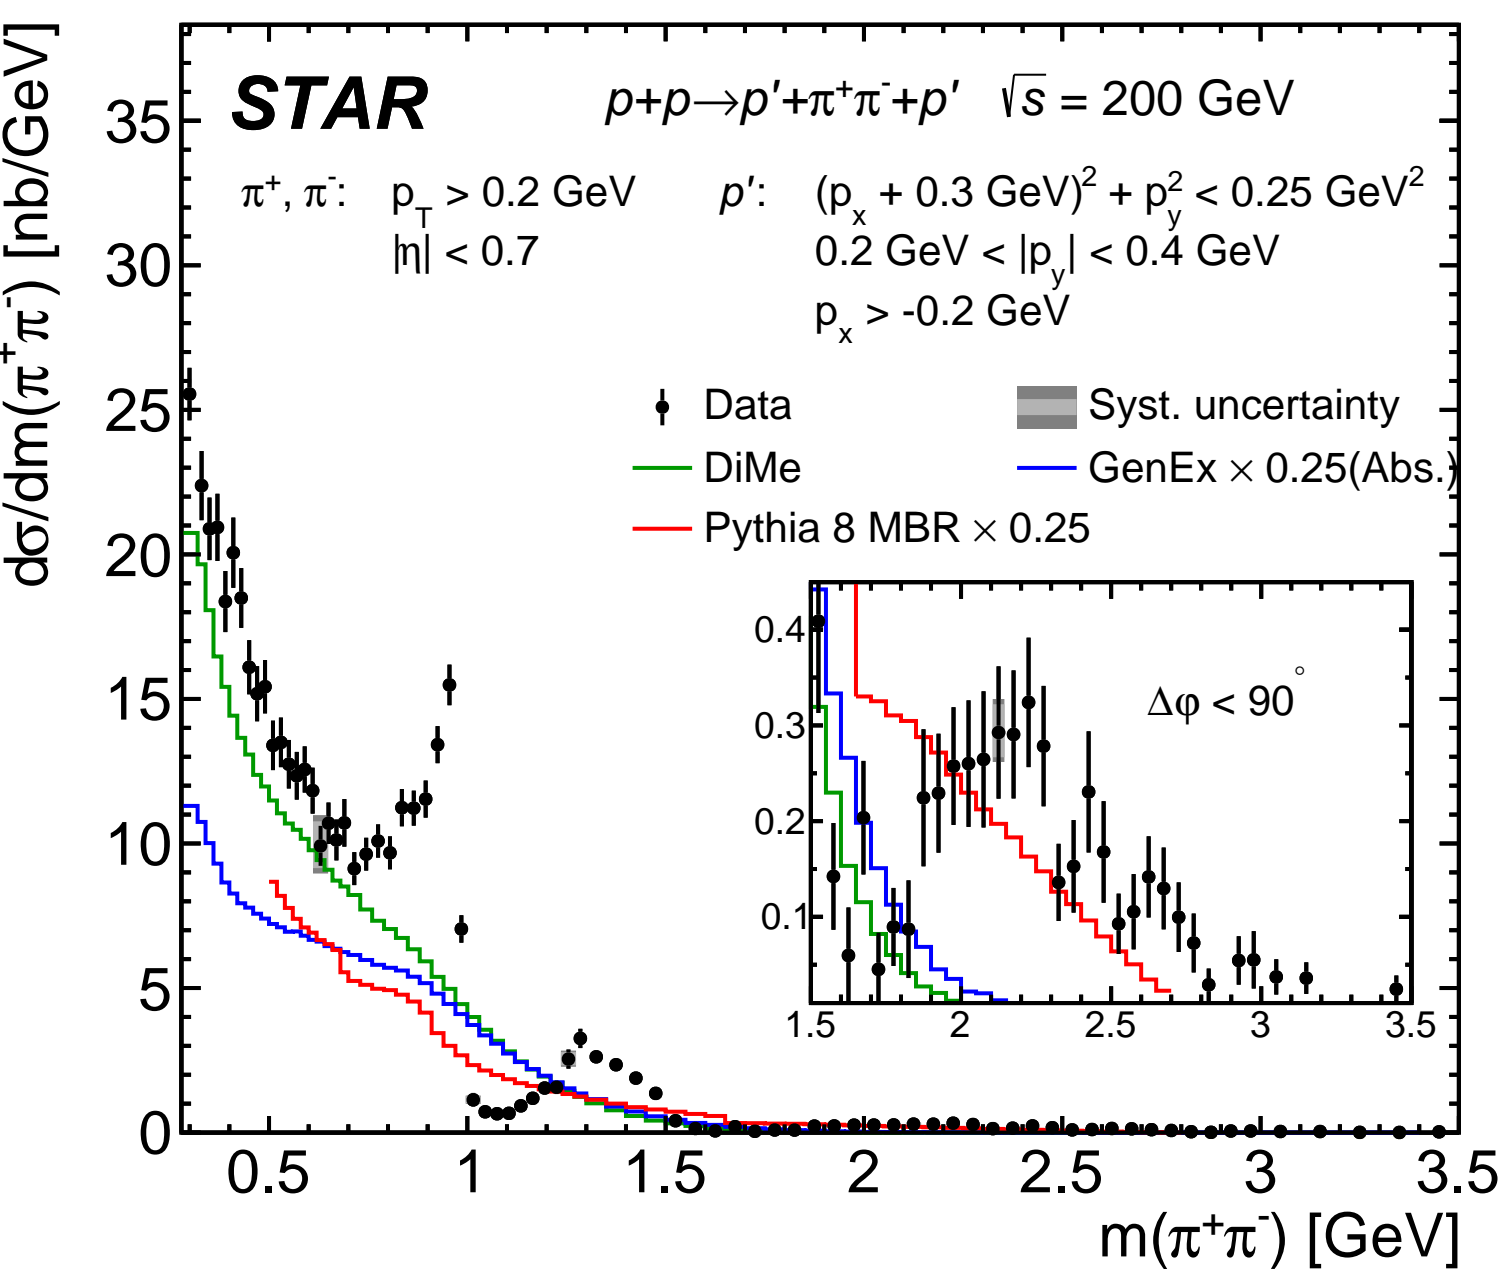 STAR p+p→p′+π⁺π⁻+p′ √s = 200 GeV
π⁺, π⁻: p_T > 0.2 GeV p′: (p_x + 0.3 GeV)² + p_y² < 0.25 GeV²
|η| < 0.7 0.2 GeV < |p_y| < 0.4 GeV
p_x > -0.2 GeV
Data Syst. uncertainty
DiMe GenEx × 0.25(Abs.)
Pythia 8 MBR × 0.25
dσ/dm(π⁺π⁻) [nb/GeV]
35
30
25
20
15
10
5
0
Δφ < 90°
0.4
0.3
0.2
0.1
1.5 2 2.5 3 3.5
0.5 1 1.5 2 2.5 3 3.5
m(π⁺π⁻) [GeV]